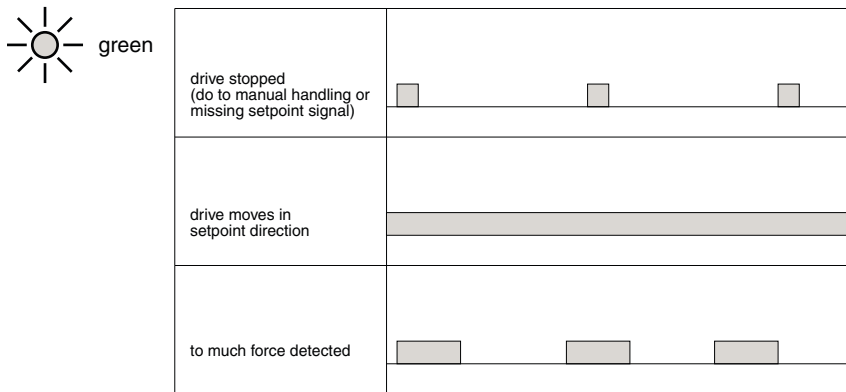 green
drive stopped
(do to manual handling or
missing setpoint signal)
drive moves in
setpoint direction
to much force detected